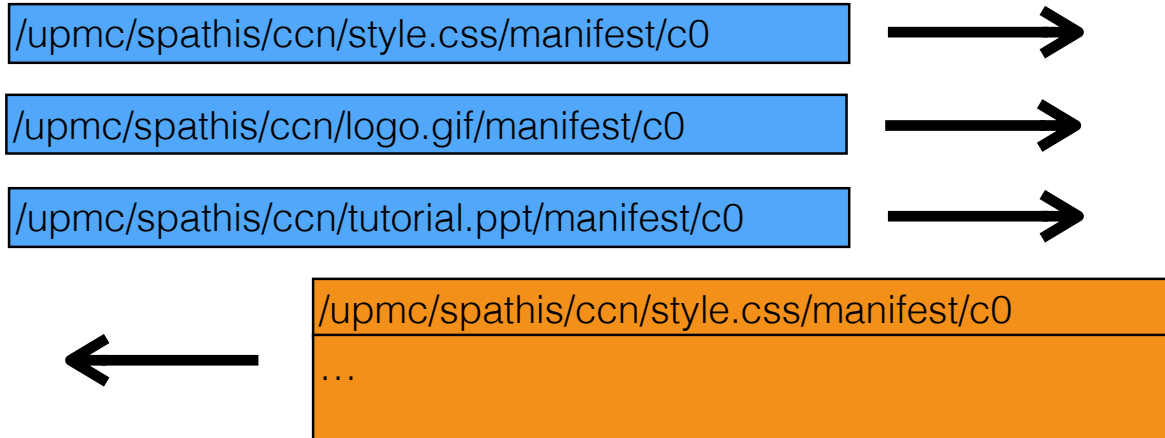 /upmc/spathis/ccn/style.css/manifest/c0
/upmc/spathis/ccn/logo.gif/manifest/c0
/upmc/spathis/ccn/tutorial.ppt/manifest/c0
/upmc/spathis/ccn/style.css/manifest/c0
…